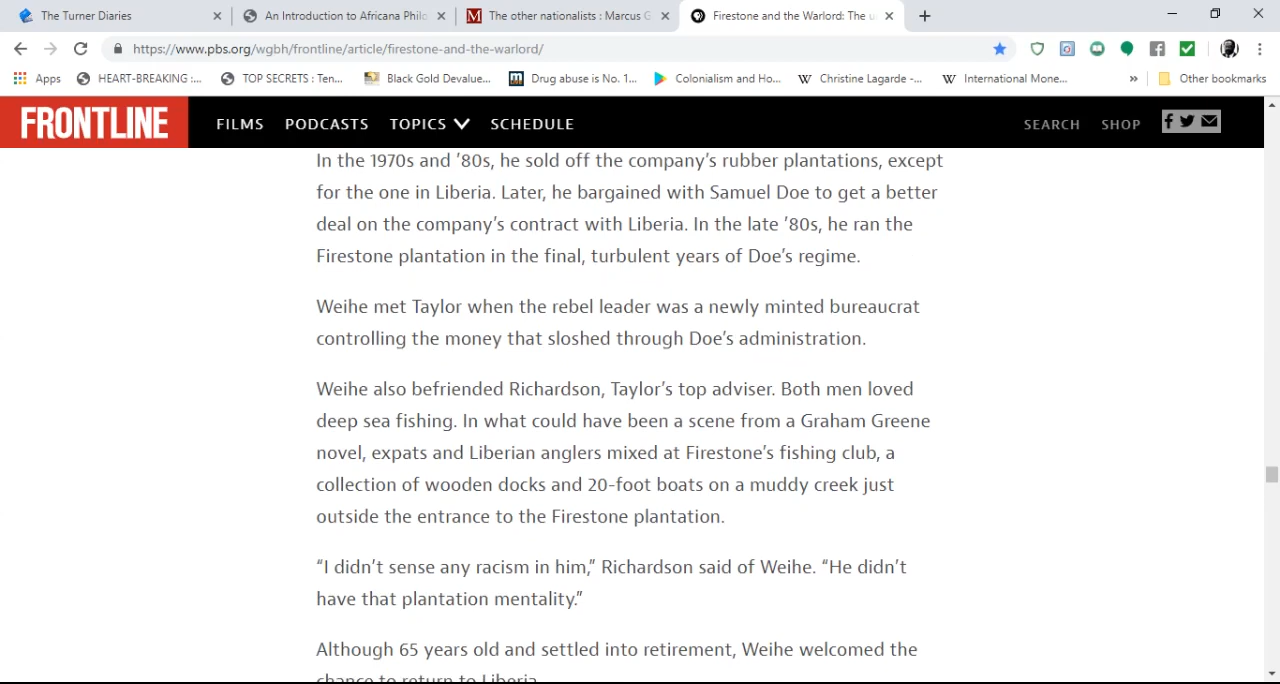 The Turner Diaries
An Introduction to Africana Philo
The other nationalists : Marcus G
Firestone and the Warlord: The u
https://www.pbs.org/wgbh/frontline/article/firestone-and-the-warlord/
Apps
HEART-BREAKING :...
TOP SECRETS : Ten...
Black Gold Devalue...
Drug abuse is No. 1...
Colonialism and Ho...
Christine Lagarde -...
International Mone...
»
Other bookmarks
FRONTLINE
FILMS
PODCASTS
TOPICS
SCHEDULE
SEARCH
SHOP
In the 1970s and ’80s, he sold off the company’s rubber plantations, except
for the one in Liberia. Later, he bargained with Samuel Doe to get a better
deal on the company’s contract with Liberia. In the late ’80s, he ran the
Firestone plantation in the final, turbulent years of Doe’s regime.
Weihe met Taylor when the rebel leader was a newly minted bureaucrat
controlling the money that sloshed through Doe’s administration.
Weihe also befriended Richardson, Taylor’s top adviser. Both men loved
deep sea fishing. In what could have been a scene from a Graham Greene
novel, expats and Liberian anglers mixed at Firestone’s fishing club, a
collection of wooden docks and 20-foot boats on a muddy creek just
outside the entrance to the Firestone plantation.
“I didn’t sense any racism in him,” Richardson said of Weihe. “He didn’t
have that plantation mentality.”
Although 65 years old and settled into retirement, Weihe welcomed the
chance to return to Liberia.